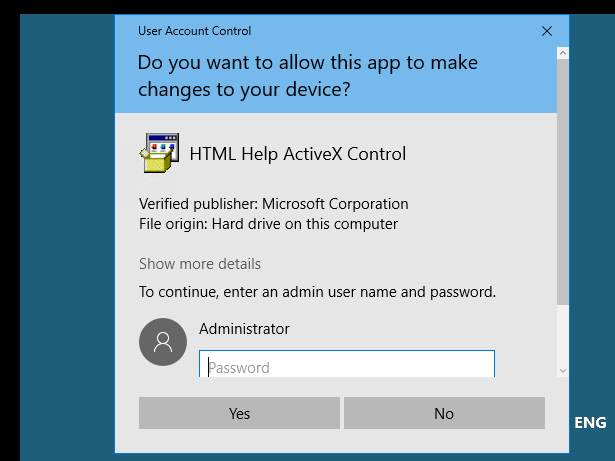 User Account Control
Do you want to allow this app to make
changes to your device?
HTML Help ActiveX Control
Verified publisher: Microsoft Corporation
File origin: Hard drive on this computer
Show more details
To continue, enter an admin user name and password.
Administrator
Password
Yes
No
ENG